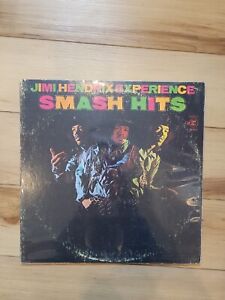 JIMI HENDRIX EXPERIENCE
SMASH HITS